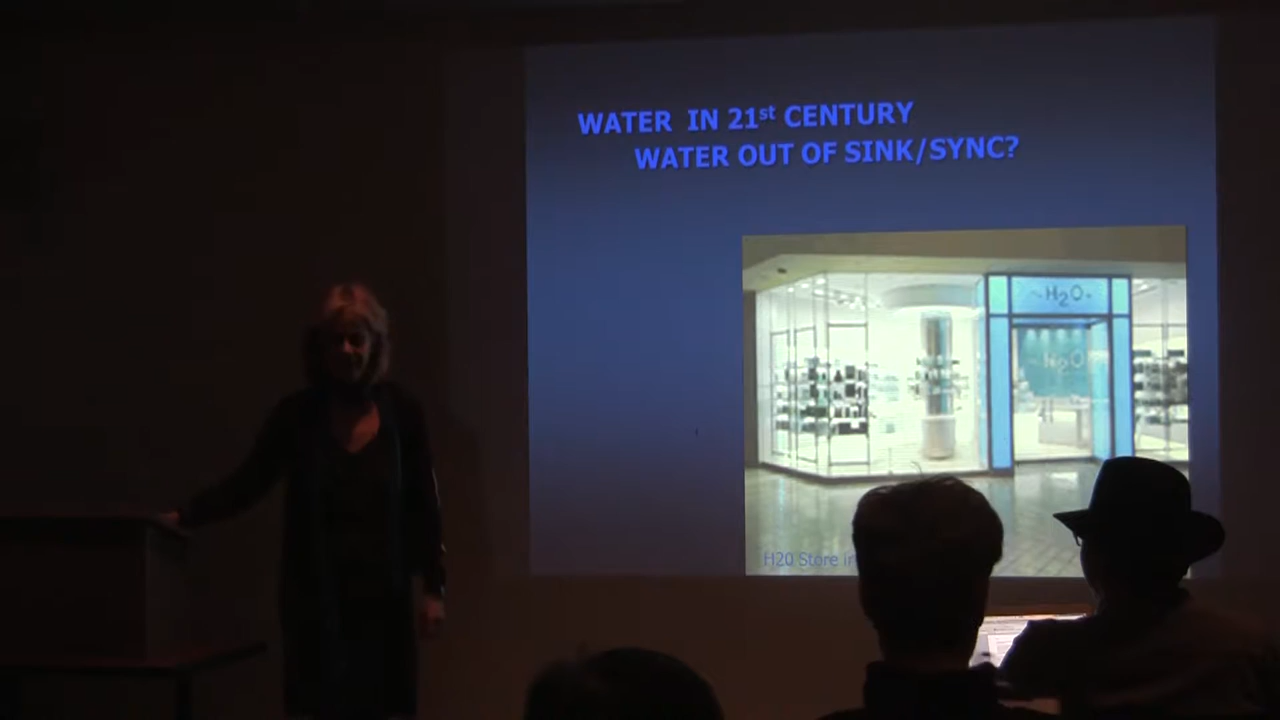 WATER IN 21st CENTURY
WATER OUT OF SINK/SYNC?
~H2O+
~H2O
H20 Store in